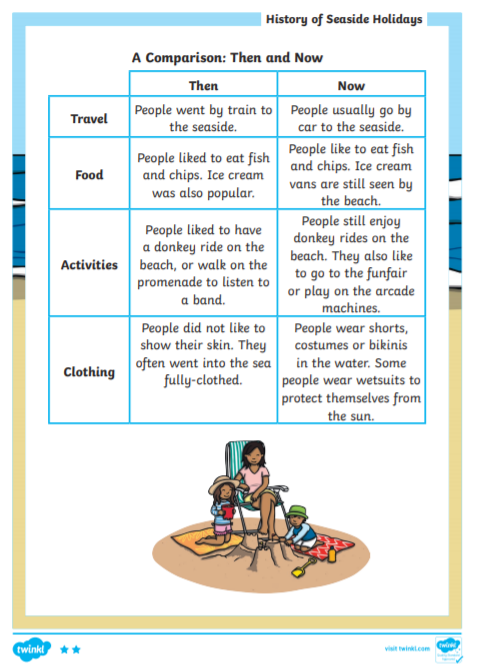 History of Seaside Holidays
A Comparison: Then and Now
Then
Now
Travel
People went by train to
the seaside.
People usually go by
car to the seaside.
Food
People liked to eat fish
and chips. Ice cream
was also popular.
People like to eat fish
and chips. Ice cream
vans are still seen by
the beach.
Activities
People liked to have
a donkey ride on the
beach, or walk on the
promenade to listen to
a band.
People still enjoy
donkey rides on the
beach. They also like
to go to the funfair
or play on the arcade
machines.
Clothing
People did not like to
show their skin. They
often went into the sea
fully-clothed.
People wear shorts,
costumes or bikinis
in the water. Some
people wear wetsuits to
protect themselves from
the sun.
twinkl
visit twinkl.com
twinkl